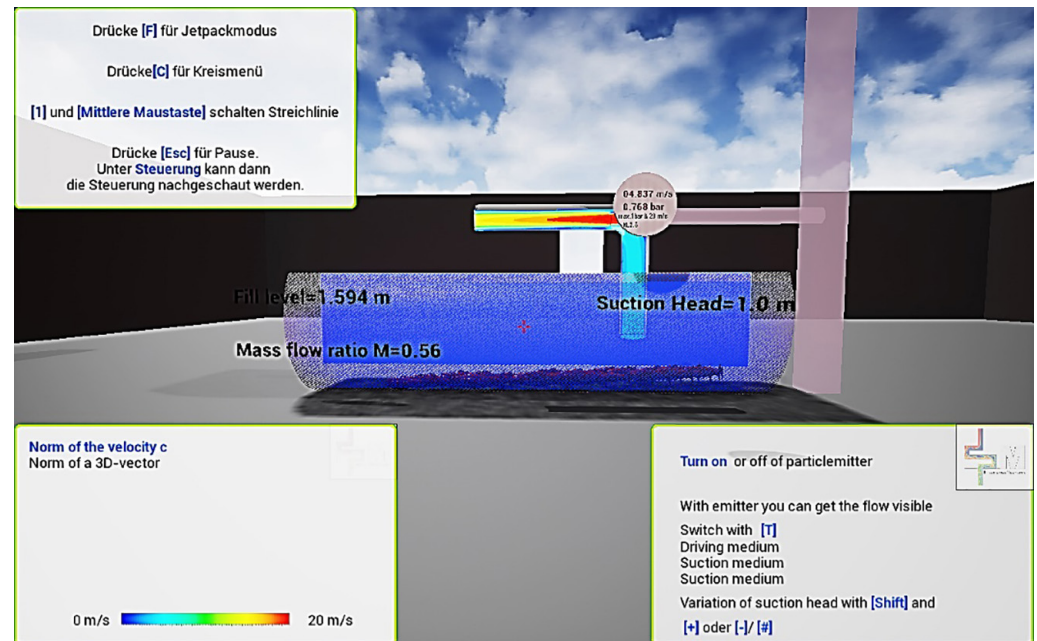 Drücke [F] für Jetpackmodus
Drücke[C] für Kreismenü
[1] und [Mittlere Maustaste] schalten Streichlinie
Drücke [Esc] für Pause.
Unter Steuerung kann dann
die Steuerung nachgeschaut werden.
04.837 m/s
0.768 bar
Fill level=1.594 m
Suction Head=1.0 m
Mass flow ratio M=0.56
Norm of the velocity c
Norm of a 3D-vector
0 m/s
20 m/s
Turn on or off of particlemitter
With emitter you can get the flow visible
Switch with [T]
Driving medium
Suction medium
Suction medium
Variation of suction head with [Shift] and
[+] oder [-]/ [#]